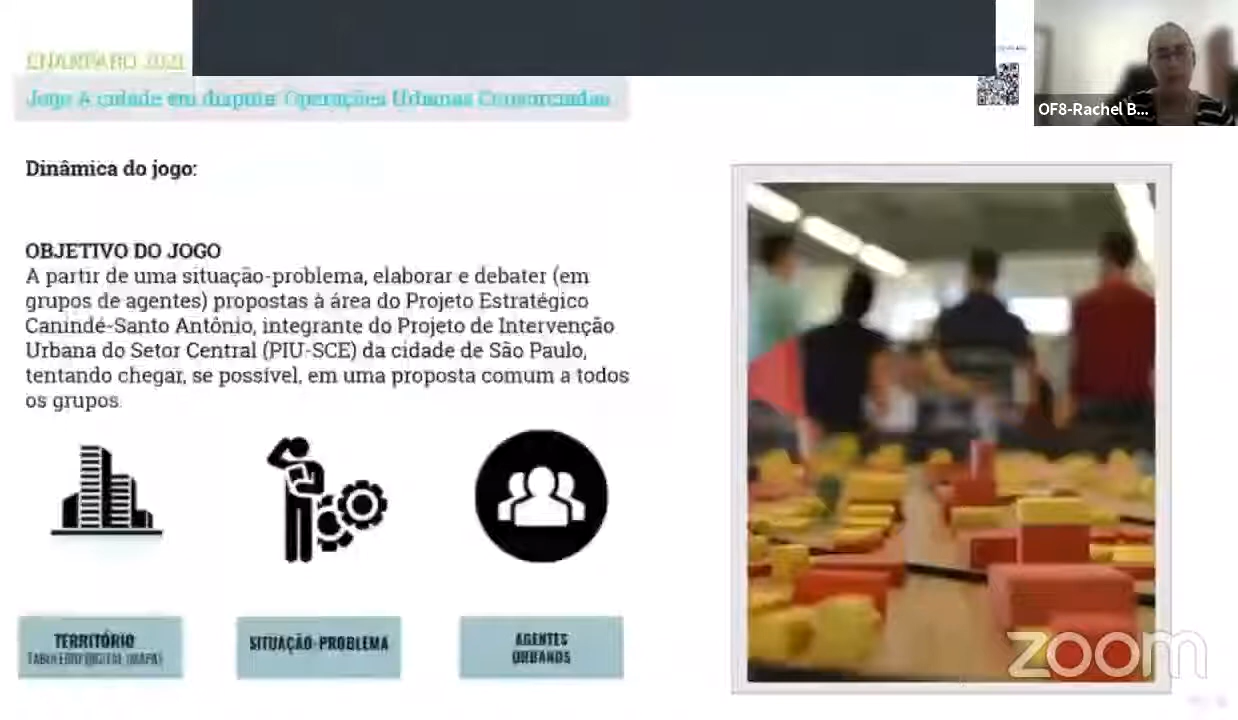 ENANPARQ 2021
Jogo A cidade em disputa: Operações Urbanas Consorciadas
OF8-Rachel B...
Dinâmica do jogo:
OBJETIVO DO JOGO
A partir de uma situação-problema, elaborar e debater (em
grupos de agentes) propostas à área do Projeto Estratégico
Canindé-Santo Antônio, integrante do Projeto de Intervenção
Urbana do Setor Central (PIU-SCE) da cidade de São Paulo,
tentando chegar, se possível, em uma proposta comum a todos
os grupos.
TERRITÓRIO
TABULEIRO DIGITAL (MAPA)
SITUAÇÃO-PROBLEMA
AGENTES
URBANOS
zoom